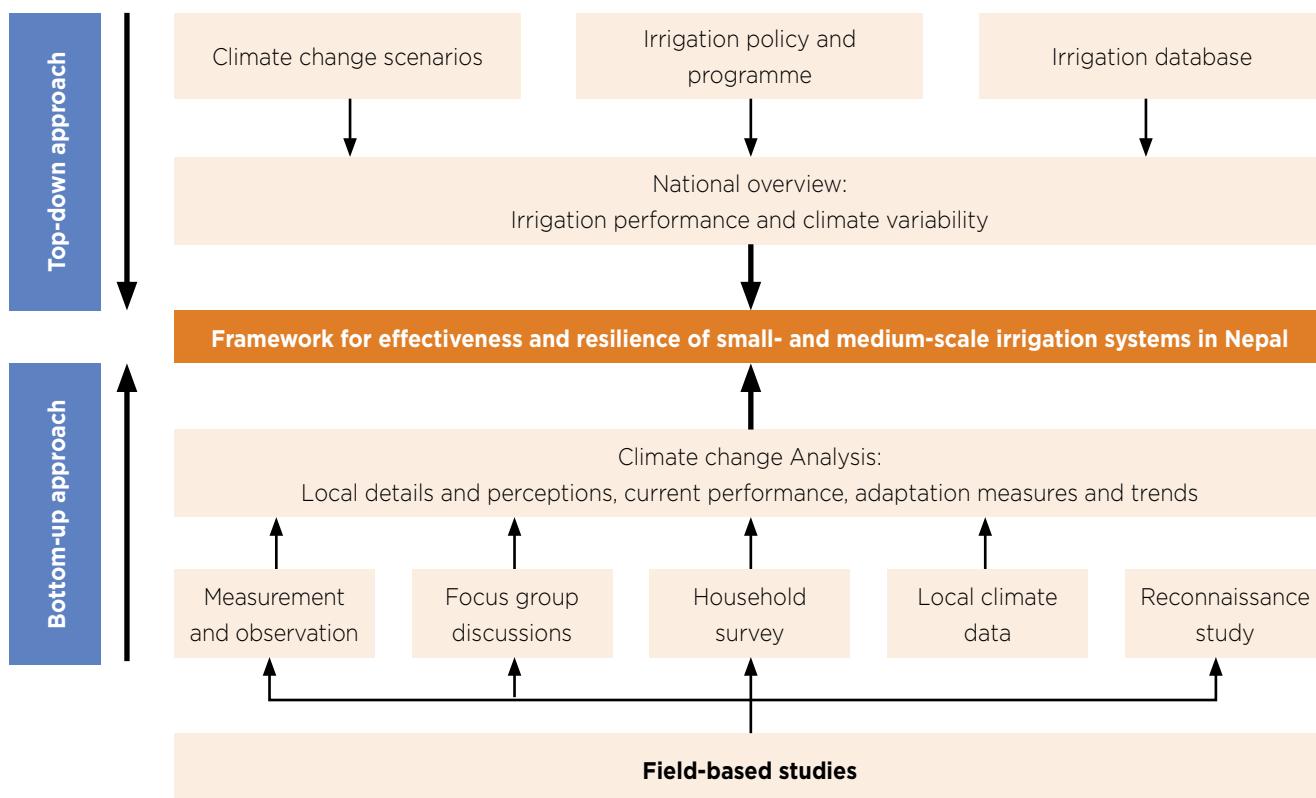 Top-down approach
Climate change scenarios
Irrigation policy and
programme
Irrigation database
National overview:
Irrigation performance and climate variability
Framework for effectiveness and resilience of small- and medium-scale irrigation systems in Nepal
Bottom-up approach
Climate change Analysis:
Local details and perceptions, current performance, adaptation measures and trends
Measurement
and observation
Focus group
discussions
Household
survey
Local climate
data
Reconnaissance
study
Field-based studies